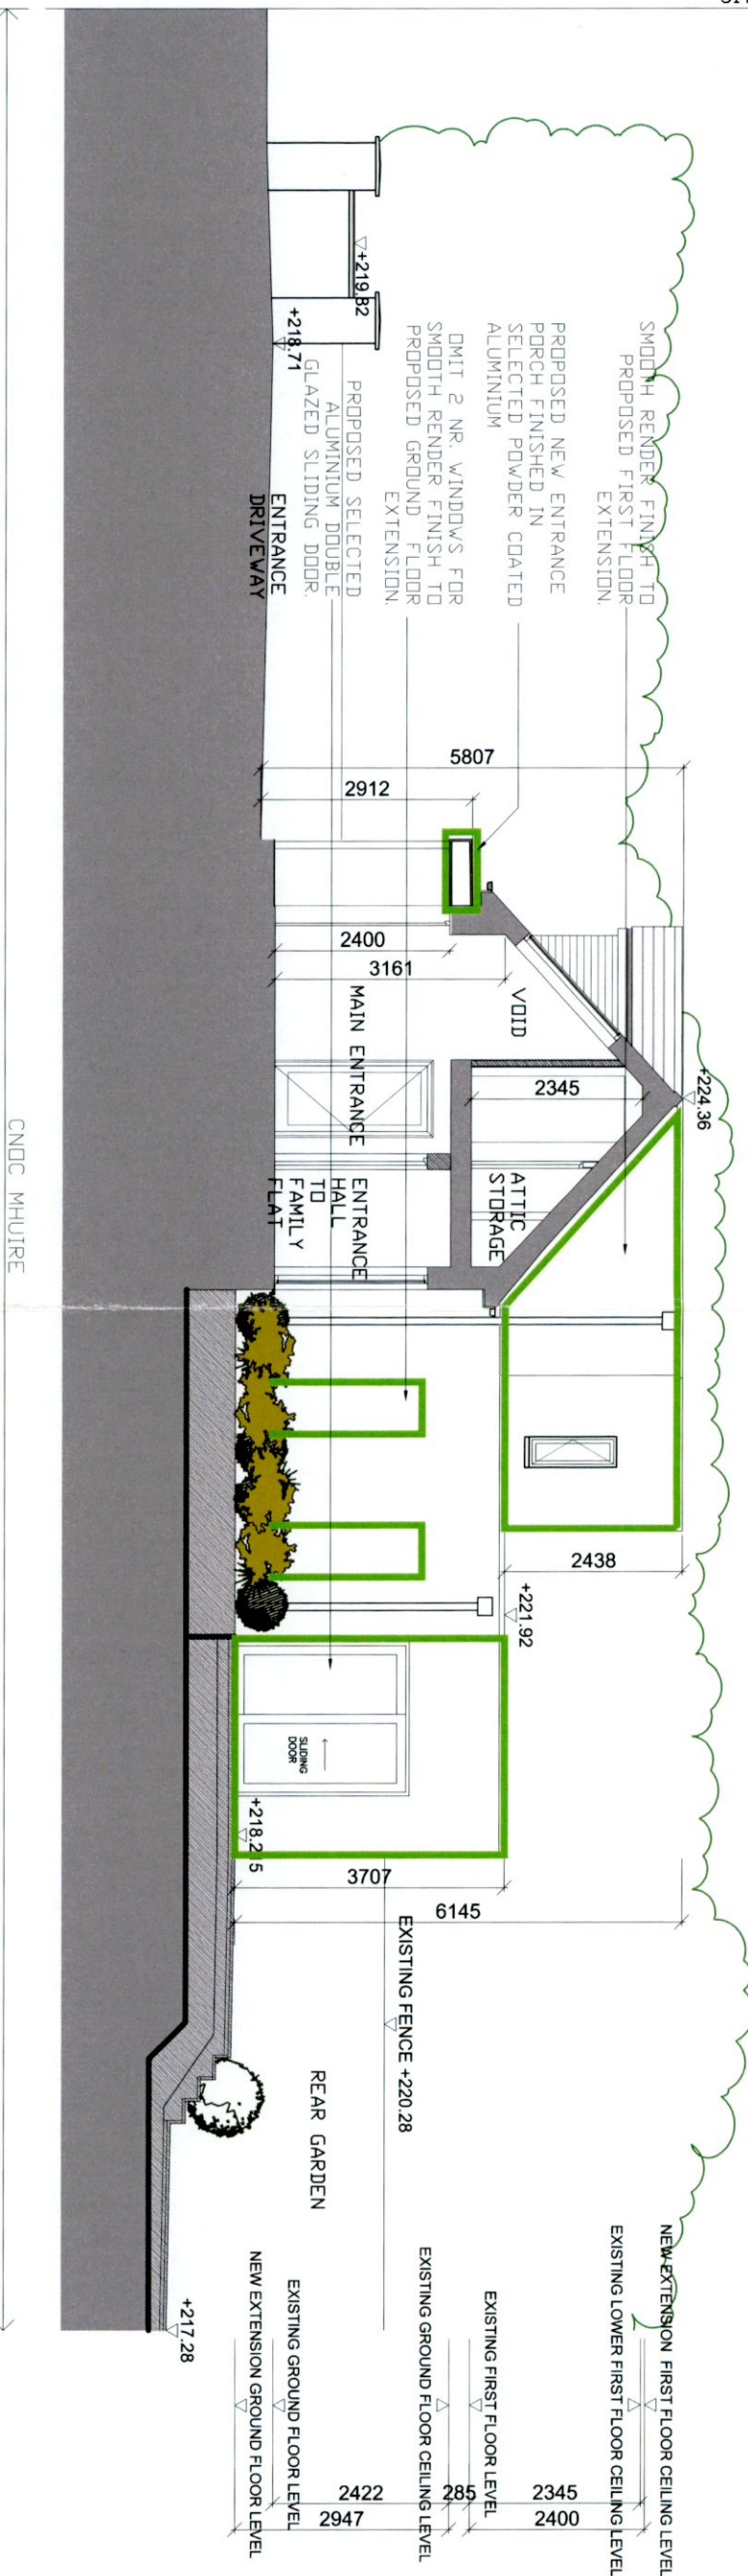 SMOOTH RENDER FINISH TO
PROPOSED FIRST FLOOR
EXTENSION.
PROPOSED NEW ENTRANCE
PORCH FINISHED IN
SELECTED POWDER COATED
ALUMINIUM
OMIT 2 NR. WINDOWS FOR
SMOOTH RENDER FINISH TO
PROPOSED GROUND FLOOR
EXTENSION.
PROPOSED SELECTED
ALUMINIUM DOUBLE
GLAZED SLIDING DOOR.
+219.82
+218.71
ENTRANCE
DRIVEWAY
5807
2912
2400
3161
VOID
MAIN ENTRANCE
2345
ATTIC
STORAGE
ENTRANCE
HALL
TO
FAMILY
FLAT
+224.36
2438
+221.92
SLIDING
DOOR
+218.215
3707
6145
EXISTING FENCE +220.28
REAR GARDEN
+217.28
NEW EXTENSION FIRST FLOOR CEILING LEVEL
EXISTING LOWER FIRST FLOOR CEILING LEVEL
EXISTING FIRST FLOOR LEVEL
EXISTING GROUND FLOOR CEILING LEVEL
EXISTING GROUND FLOOR LEVEL
NEW EXTENSION GROUND FLOOR LEVEL
2345
2400
285
2422
2947
CNOC MHUIRE